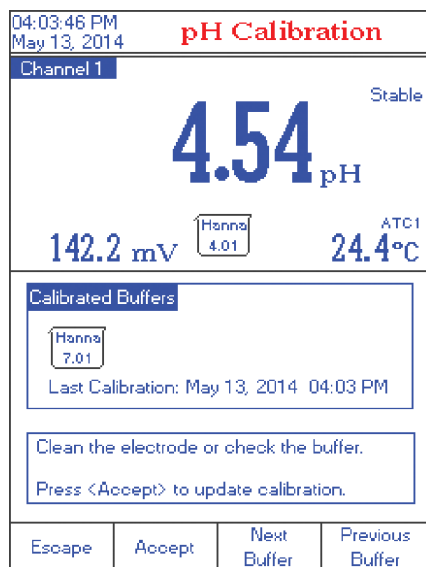 04:03:46 PM
May 13, 2014
pH Calibration
Channel 1
Stable
4.54 pH
142.2 mV
Hanna
4.01
ATC1
24.4°C
Calibrated Buffers
Hanna
7.01
Last Calibration: May 13, 2014 04:03 PM
Clean the electrode or check the buffer.
Press <Accept> to update calibration.
Escape
Accept
Next
Buffer
Previous
Buffer